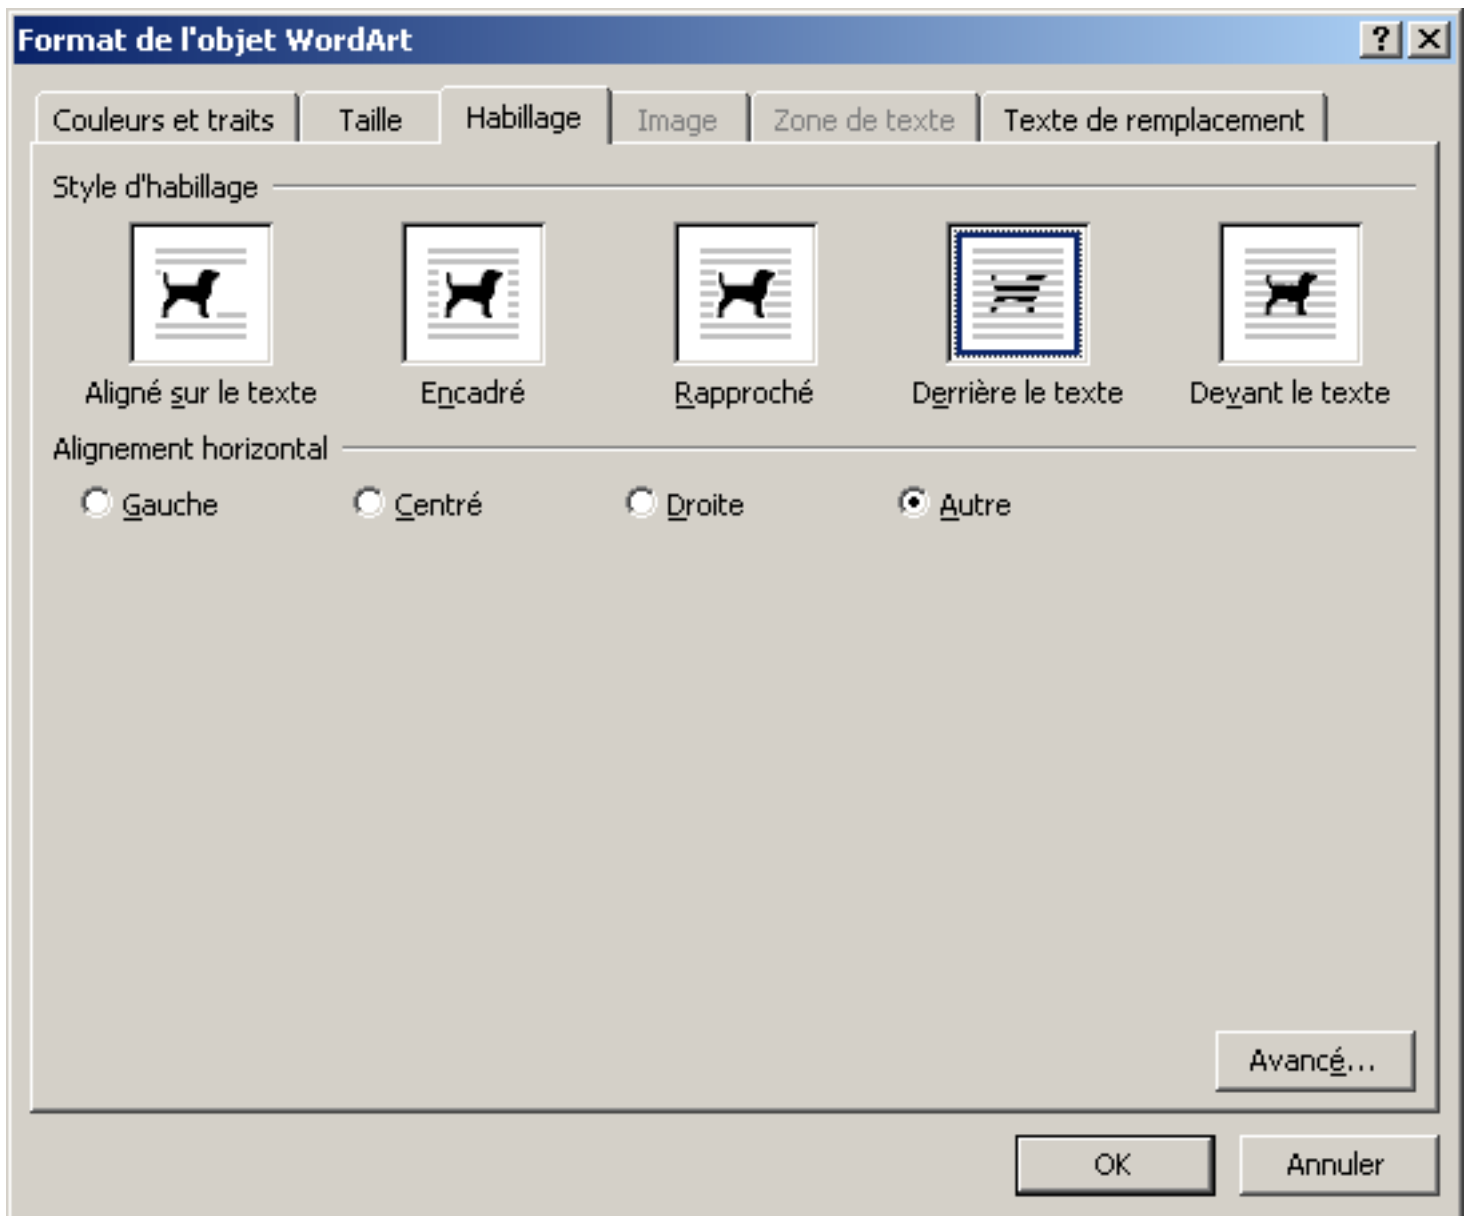 Format de l'objet WordArt
Couleurs et traits Taille Habillage Image Zone de texte Texte de remplacement
Style d'habillage
Aligné sur le texte Encadré Rapproché Derrière le texte Devant le texte
Alignement horizontal
Gauche Centré Droite Autre
Avancé...
OK Annuler